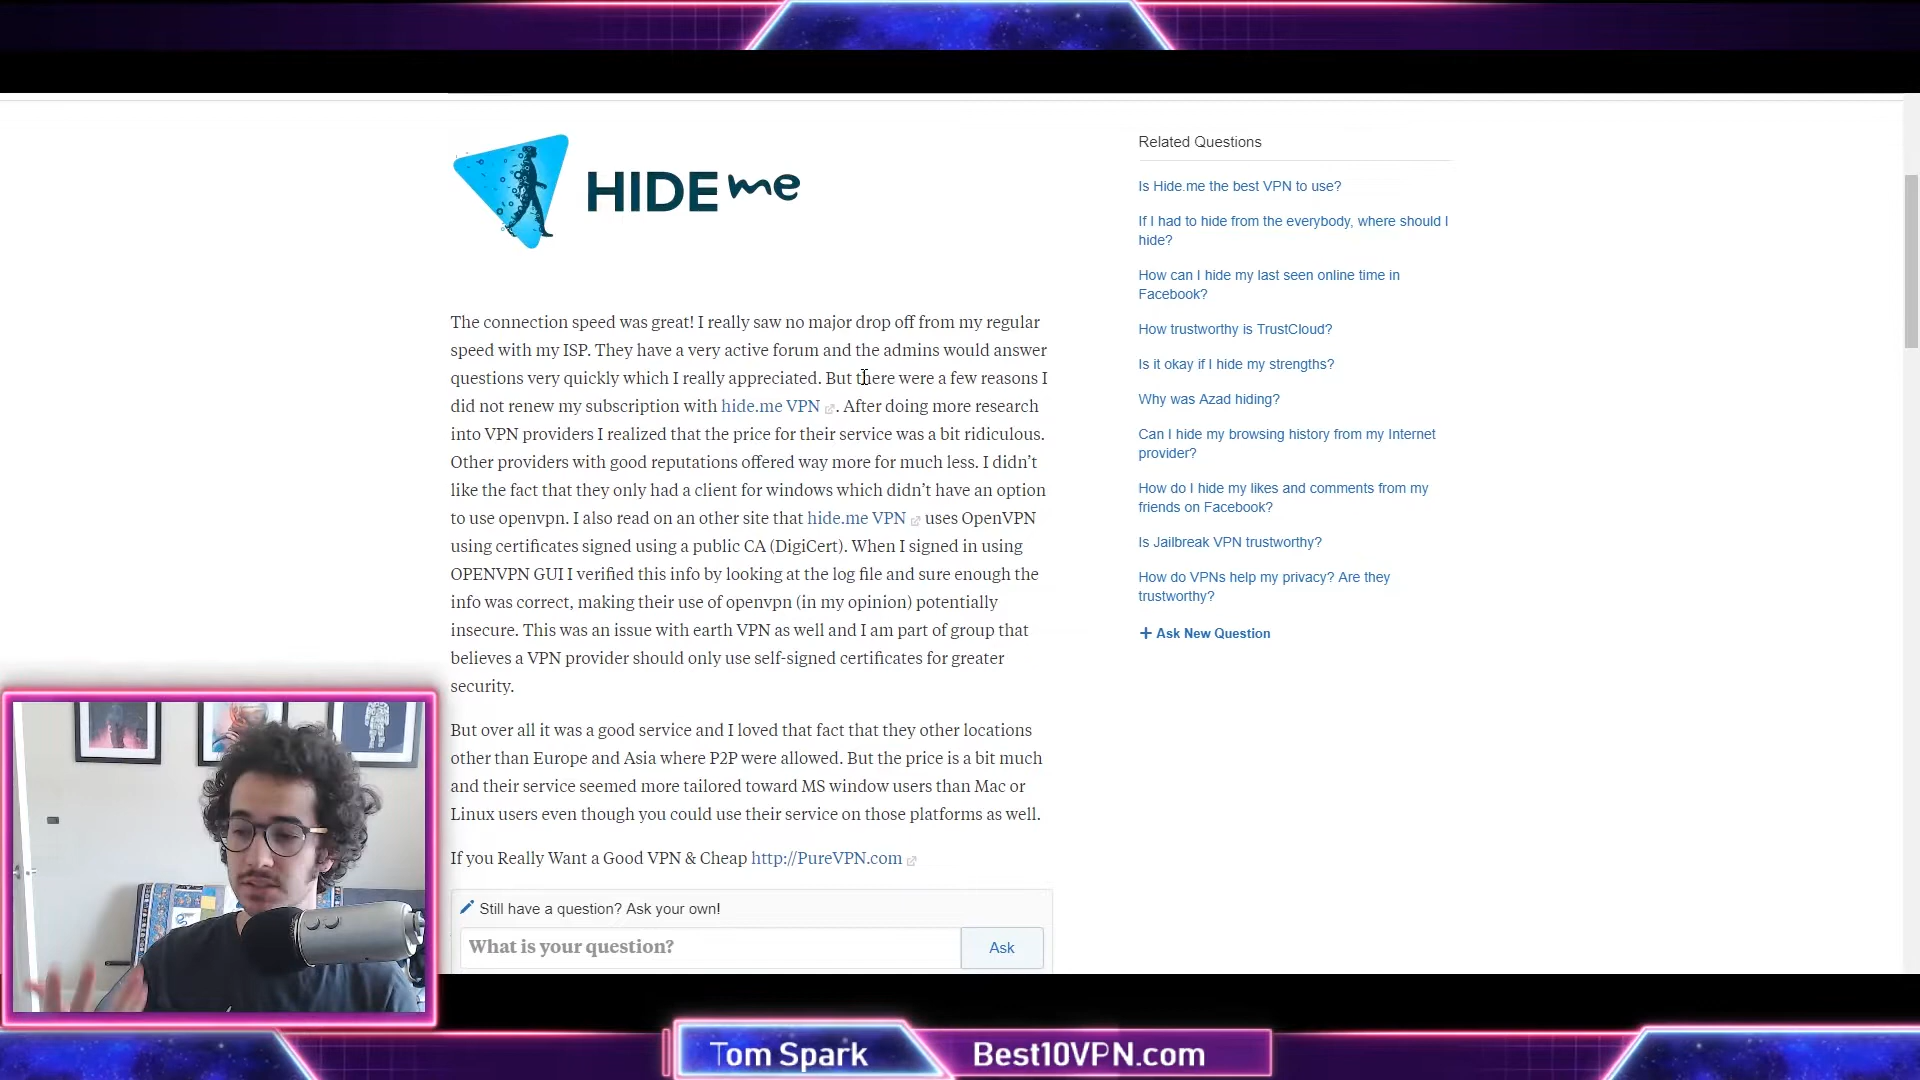 HIDE me
The connection speed was great! I really saw no major drop off from my regular
speed with my ISP. They have a very active forum and the admins would answer
questions very quickly which I really appreciated. But there were a few reasons I
did not renew my subscription with hide.me VPN . After doing more research
into VPN providers I realized that the price for their service was a bit ridiculous.
Other providers with good reputations offered way more for much less. I didn’t
like the fact that they only had a client for windows which didn’t have an option
to use openvpn. I also read on an other site that hide.me VPN uses OpenVPN
using certificates signed using a public CA (DigiCert). When I signed in using
OPENVPN GUI I verified this info by looking at the log file and sure enough the
info was correct, making their use of openvpn (in my opinion) potentially
insecure. This was an issue with earth VPN as well and I am part of group that
believes a VPN provider should only use self-signed certificates for greater
security.
But over all it was a good service and I loved that fact that they other locations
other than Europe and Asia where P2P were allowed. But the price is a bit much
and their service seemed more tailored toward MS window users than Mac or
Linux users even though you could use their service on those platforms as well.
If you Really Want a Good VPN & Cheap http://PureVPN.com
Still have a question? Ask your own!
What is your question?
Ask
Related Questions
Is Hide.me the best VPN to use?
If I had to hide from the everybody, where should I
hide?
How can I hide my last seen online time in
Facebook?
How trustworthy is TrustCloud?
Is it okay if I hide my strengths?
Why was Azad hiding?
Can I hide my browsing history from my Internet
provider?
How do I hide my likes and comments from my
friends on Facebook?
Is Jailbreak VPN trustworthy?
How do VPNs help my privacy? Are they
trustworthy?
+ Ask New Question
Tom Spark
Best10VPN.com